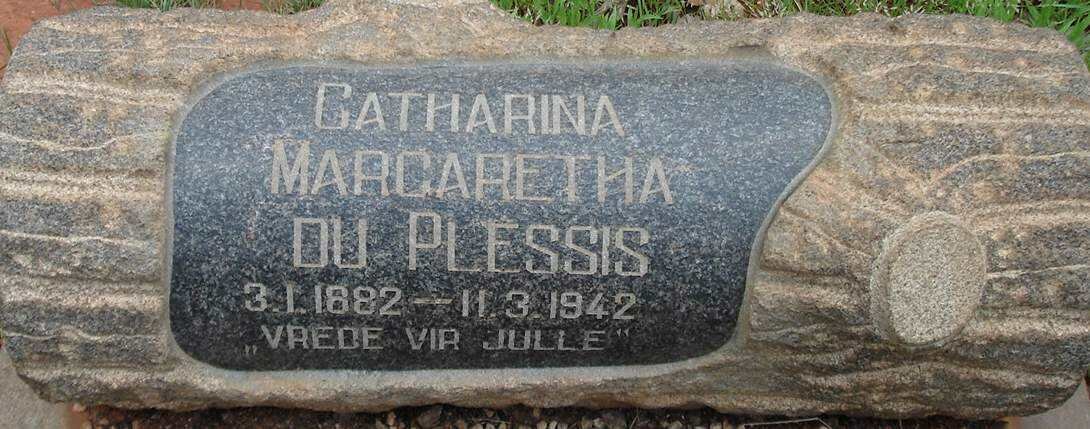 CATHARINA
MARGARETHA
DU PLESSIS
3.1.1882 — 11.3.1942
„VREDE VIR JULLE"